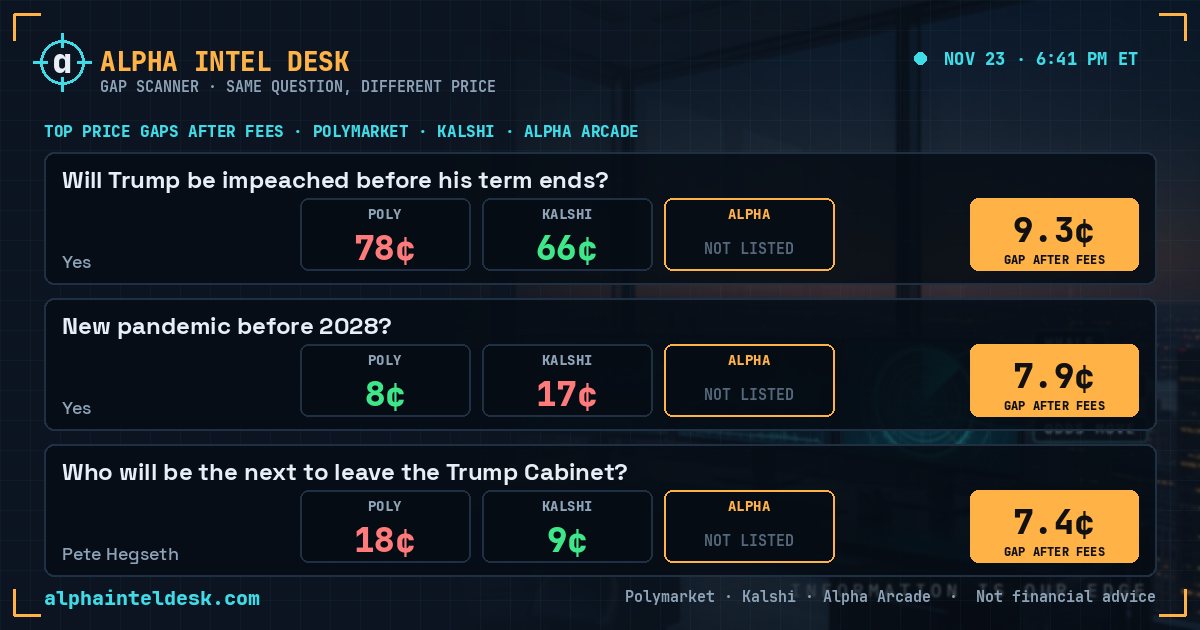 α
ALPHA INTEL DESK
GAP SCANNER · SAME QUESTION, DIFFERENT PRICE
NOV 23 · 6:41 PM ET
TOP PRICE GAPS AFTER FEES · POLYMARKET · KALSHI · ALPHA ARCADE
Will Trump be impeached before his term ends?
Yes
POLY
78¢
KALSHI
66¢
ALPHA
NOT LISTED
9.3¢
GAP AFTER FEES
New pandemic before 2028?
Yes
POLY
8¢
KALSHI
17¢
ALPHA
NOT LISTED
7.9¢
GAP AFTER FEES
Who will be the next to leave the Trump Cabinet?
Pete Hegseth
POLY
18¢
KALSHI
9¢
ALPHA
NOT LISTED
7.4¢
GAP AFTER FEES
INFORMATION IS OUR EDGE
alphainteldesk.com
Polymarket · Kalshi · Alpha Arcade · Not financial advice